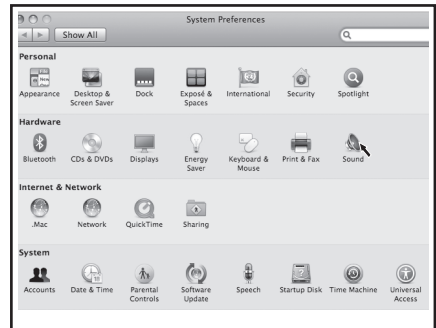 System Preferences
Show All
Personal
Appearance Desktop & Screen Saver Dock Exposé & Spaces International Security Spotlight
Hardware
Bluetooth CDs & DVDs Displays Energy Saver Keyboard & Mouse Print & Fax Sound
Internet & Network
.Mac Network QuickTime Sharing
System
Accounts Date & Time Parental Controls Software Update Speech Startup Disk Time Machine Universal Access